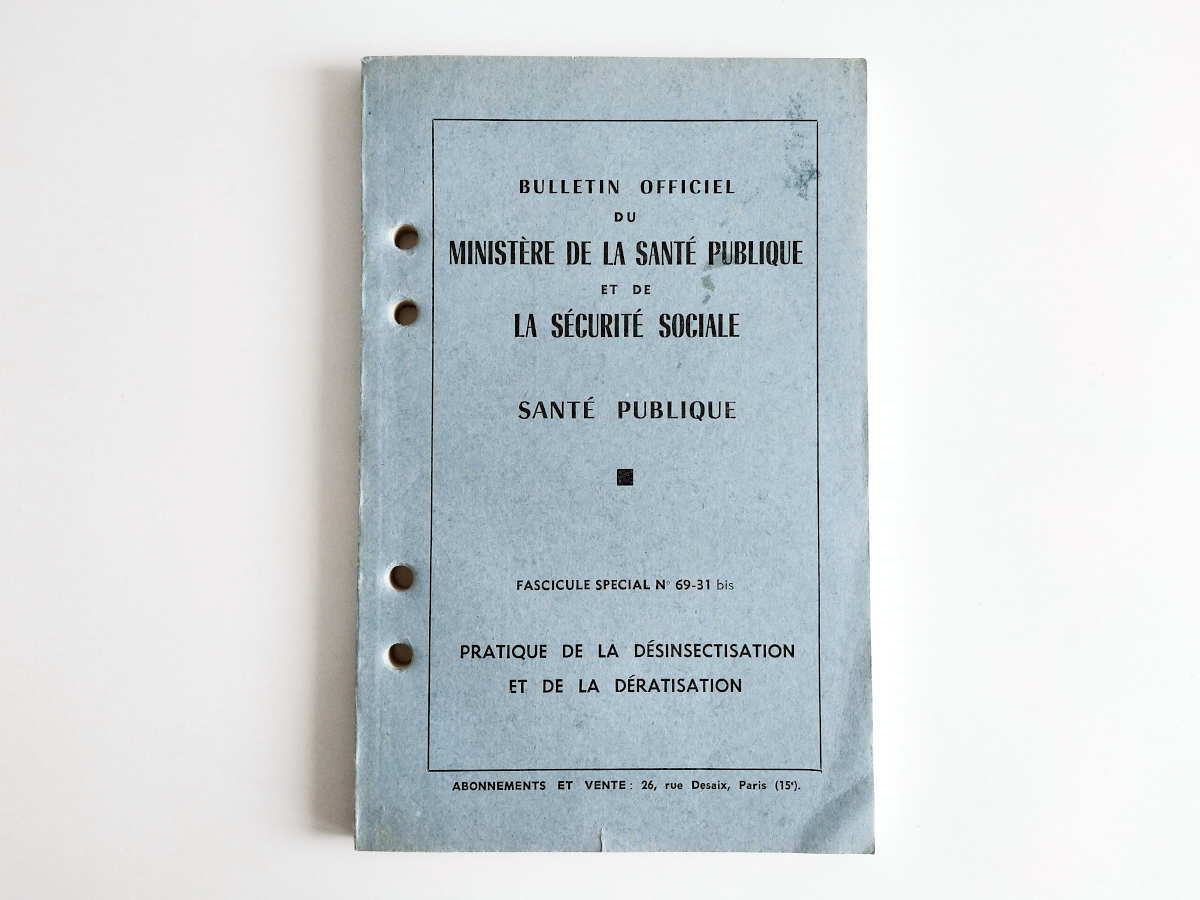 BULLETIN OFFICIEL
DU
MINISTÈRE DE LA SANTÉ PUBLIQUE
ET DE
LA SÉCURITÉ SOCIALE
SANTÉ PUBLIQUE
FASCICULE SPECIAL N° 69-31 bis
PRATIQUE DE LA DÉSINSECTISATION
ET DE LA DÉRATISATION
ABONNEMENTS ET VENTE : 26, rue Desaix, Paris (15ᵉ).